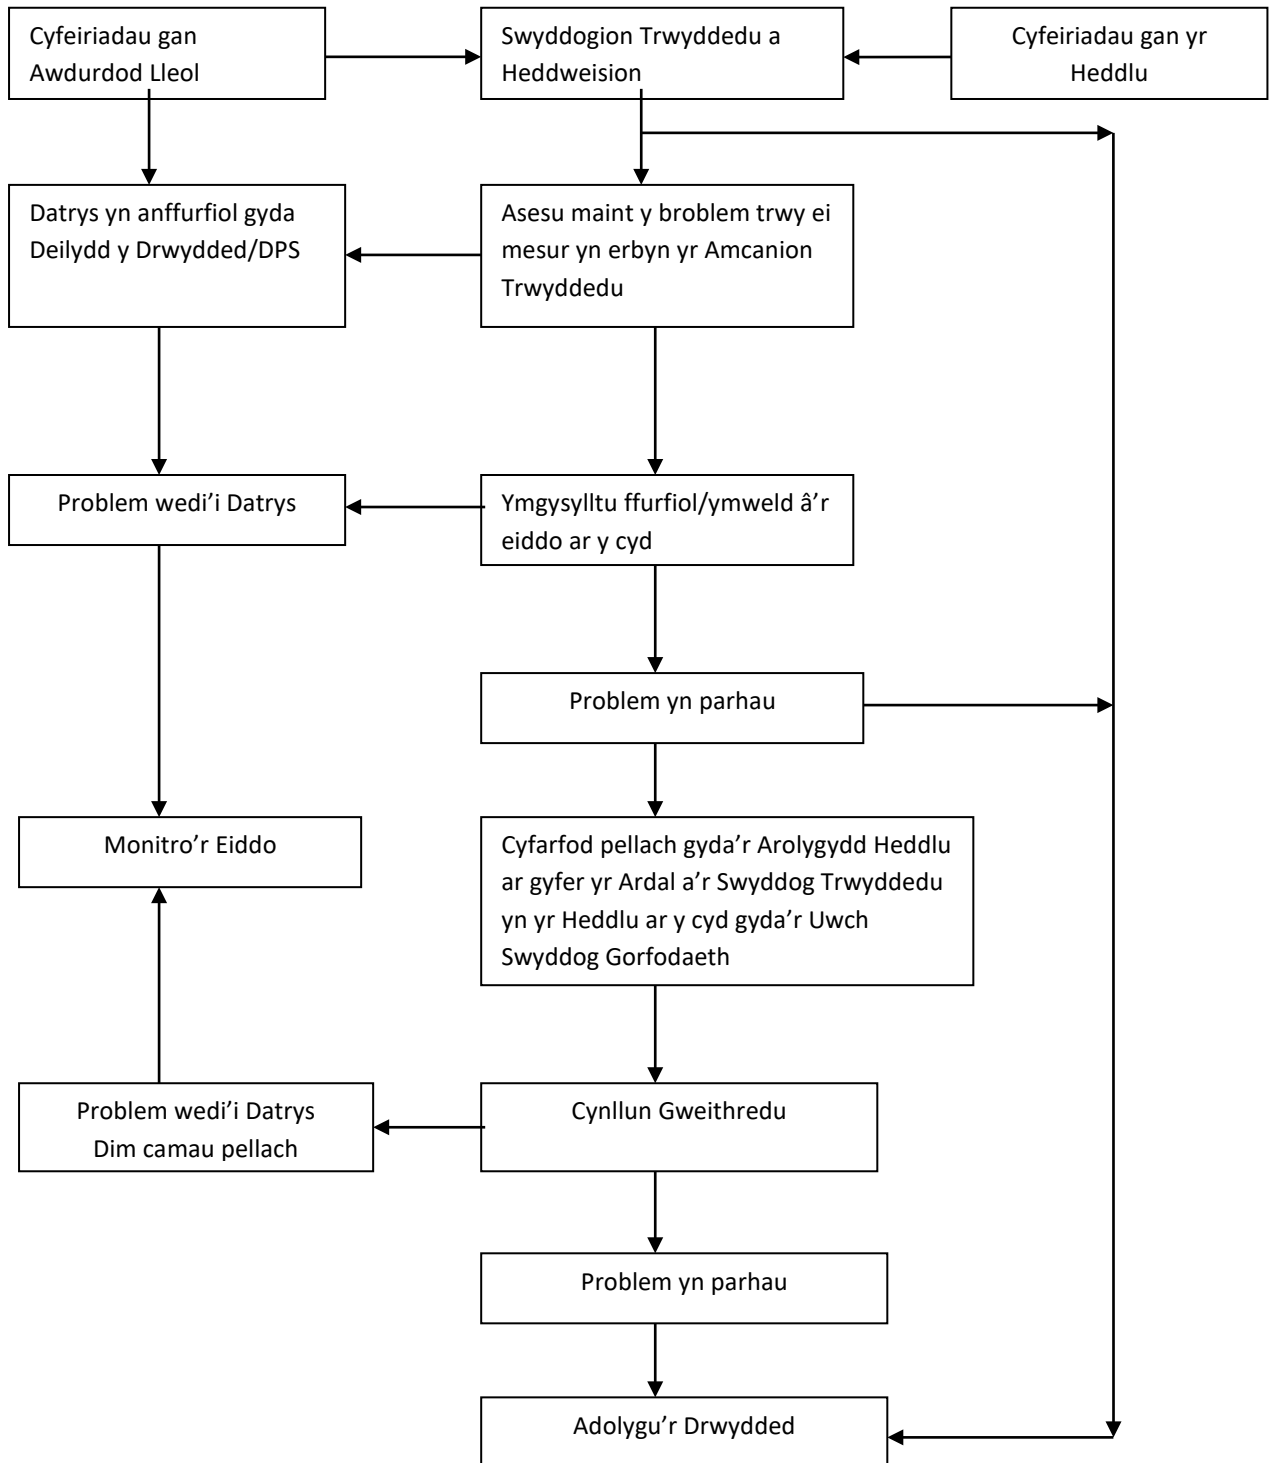 Cyfeiriadau gan
Awdurdod Lleol
Swyddogion Trwyddedu a
Heddweision
Cyfeiriadau gan yr
Heddlu
Datrys yn anffurfiol gyda
Deilydd y Drwydded/DPS
Asesu maint y broblem trwy ei
mesur yn erbyn yr Amcanion
Trwyddedu
Problem wedi’i Datrys
Ymgysylltu ffurfiol/ymweld â’r
eiddo ar y cyd
Problem yn parhau
Monitro’r Eiddo
Cyfarfod pellach gyda’r Arolygydd Heddlu
ar gyfer yr Ardal a’r Swyddog Trwyddedu
yn yr Heddlu ar y cyd gyda’r Uwch
Swyddog Gorfodaeth
Problem wedi’i Datrys
Dim camau pellach
Cynllun Gweithredu
Problem yn parhau
Adolygu’r Drwydded